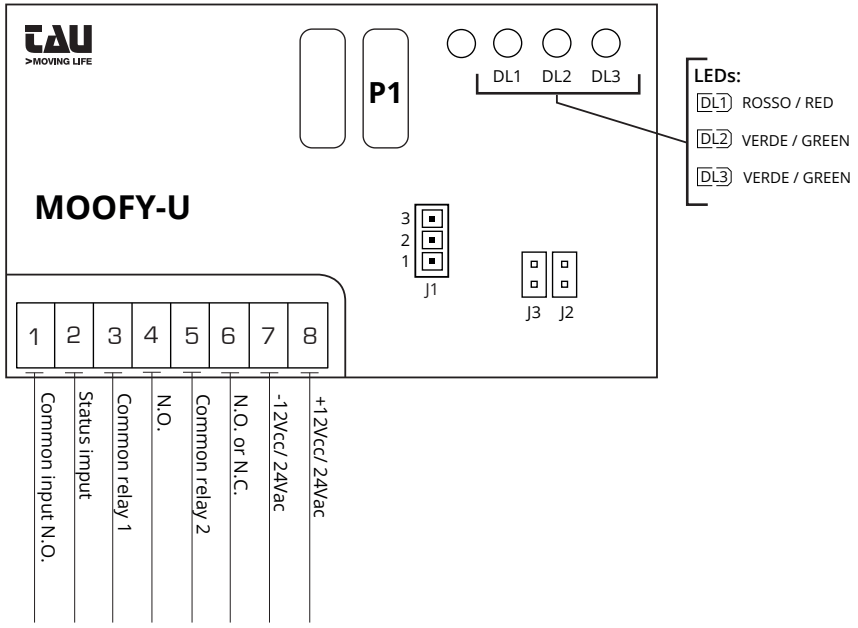 TAU
>MOVING LIFE
P1
DL1 DL2 DL3
LEDs:
DL1 ROSSO / RED
DL2 VERDE / GREEN
DL3 VERDE / GREEN
MOOFY-U
3
2
1
J1
J3 J2
1 2 3 4 5 6 7 8
Common input N.O.
Status imput
Common relay 1
N.O.
Common relay 2
N.O. or N.C.
-12Vcc/ 24Vac
+12Vcc/ 24Vac